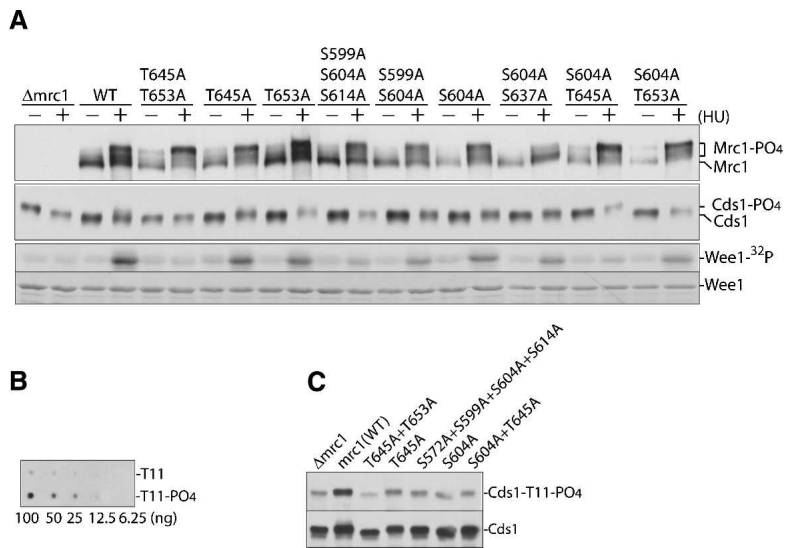 A
S599A
T645A S604A S599A S604A S604A S604A
Δmrc1 WT T653A T645A T653A S614A S604A S604A S637A T645A T653A
− + − + − + − + − + − + − + − + − + − + − + (HU)
Mrc1-PO4
Mrc1
Cds1-PO4
Cds1
Wee1-32P
Wee1
B
T11
T11-PO4
100 50 25 12.5 6.25 (ng)
C
Δmrc1
mrc1(WT)
T645A+T653A
T645A
S572A+S599A+S604A+S614A
S604A
S604A+T645A
Cds1-T11-PO4
Cds1